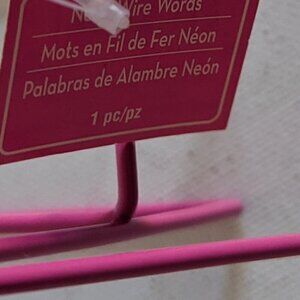 Wire Words
Mots en Fil de Fer Néon
Palabras de Alambre Neón
1 pc/pz